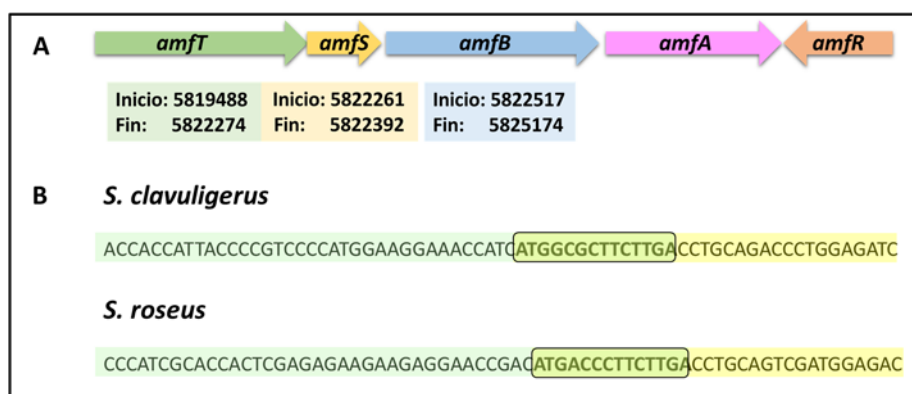 A
amfT amfS amfB amfA amfR
Inicio: 5819488 Inicio: 5822261 Inicio: 5822517
Fin: 5822274 Fin: 5822392 Fin: 5825174
B S. clavuligerus
ACCACCATTACCCCGTCCCCATGGAAGGAAACCATCATGGCGCTTCTTGACCTGCAGACCCTGGAGATC
S. roseus
CCCATCGCACCACTCGAGAGAAGAAGAGGAACCGACATGACCCTTCTTGACCTGCAGTCGATGGAGAC